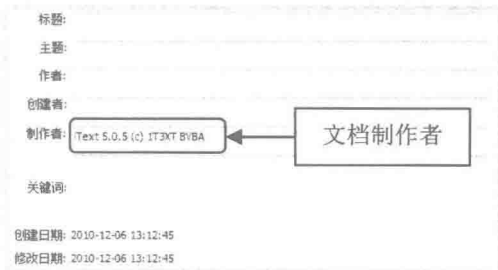 标题:
主题:
作者:
创建者:
制作者: iText 5.0.5 (c) 1T3XT BVBA
文档制作者
关键词:
创建日期: 2010-12-06 13:12:45
修改日期: 2010-12-06 13:12:45